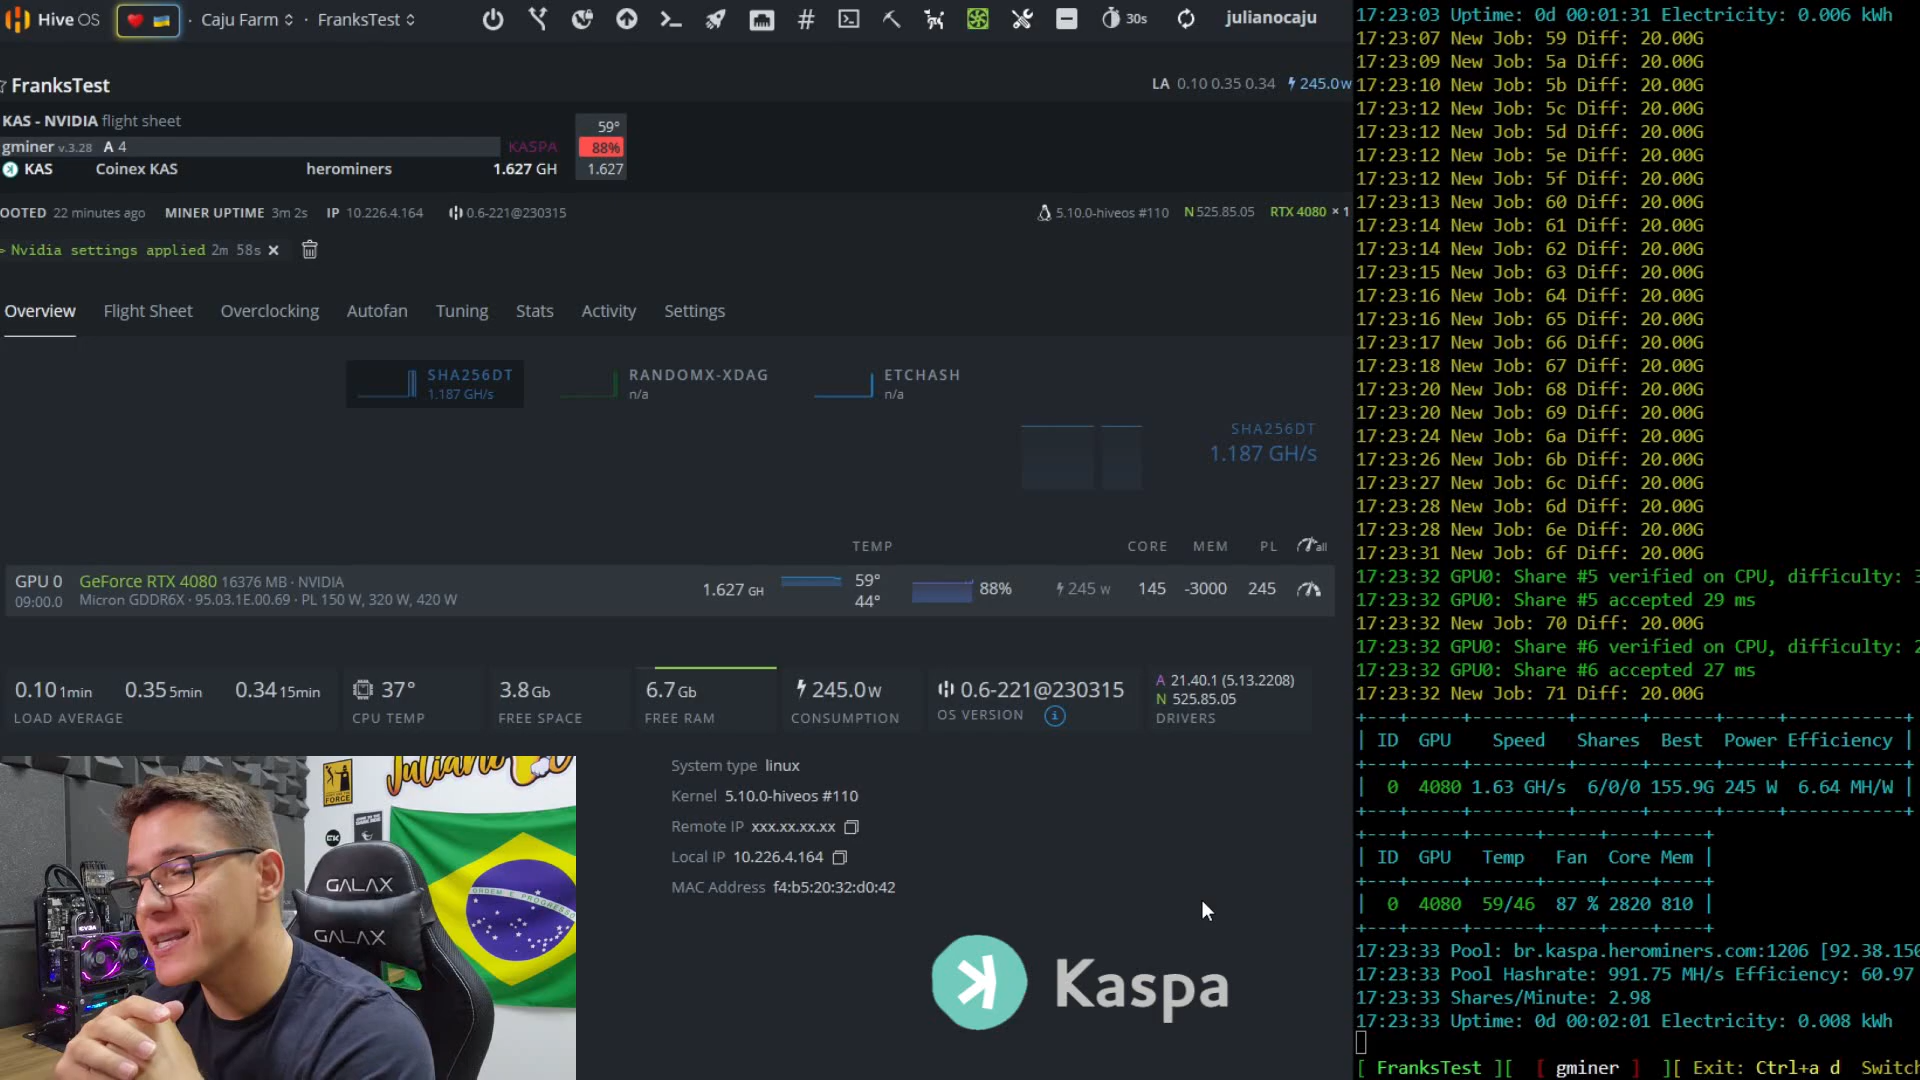 Hive OS
Caju Farm
· FranksTest
30s
julianocaju
FranksTest
LA 0.10 0.35 0.34 245.0w
KAS - NVIDIA flight sheet
59°
gminer v.3.28 A 4 KASPA 88%
KAS Coinex KAS herominers 1.627 GH 1.627
OOTED 22 minutes ago MINER UPTIME 3m 2s IP 10.226.4.164 0.6-221@230315
5.10.0-hiveos #110 N 525.85.05 RTX 4080 × 1
Nvidia settings applied 2m 58s
Overview Flight Sheet Overclocking Autofan Tuning Stats Activity Settings
SHA256DT
1.187 GH/s
RANDOMX-XDAG
n/a
ETCHASH
n/a
SHA256DT
1.187 GH/s
TEMP CORE MEM PL all
GPU 0 GeForce RTX 4080 16376 MB · NVIDIA
09:00.0 Micron GDDR6X · 95.03.1E.00.69 · PL 150 W, 320 W, 420 W
1.627 GH 59° 44° 88% 245 W 145 -3000 245
0.10 1min 0.35 5min 0.34 15min
LOAD AVERAGE
37°
CPU TEMP
3.8 Gb
FREE SPACE
6.7 Gb
FREE RAM
245.0 W
CONSUMPTION
0.6-221@230315
OS VERSION
A 21.40.1 (5.13.2208)
N 525.85.05
DRIVERS
System type linux
Kernel 5.10.0-hiveos #110
Remote IP xxx.xx.xx.xx
Local IP 10.226.4.164
MAC Address f4:b5:20:32:d0:42
Kaspa
Juliano
FORCE
GALAX
GALAX
EVGA
ORDEM E PROGRESSO
17:23:03 Uptime: 0d 00:01:31 Electricity: 0.006 kWh
17:23:07 New Job: 59 Diff: 20.00G
17:23:09 New Job: 5a Diff: 20.00G
17:23:10 New Job: 5b Diff: 20.00G
17:23:12 New Job: 5c Diff: 20.00G
17:23:12 New Job: 5d Diff: 20.00G
17:23:12 New Job: 5e Diff: 20.00G
17:23:12 New Job: 5f Diff: 20.00G
17:23:13 New Job: 60 Diff: 20.00G
17:23:14 New Job: 61 Diff: 20.00G
17:23:14 New Job: 62 Diff: 20.00G
17:23:15 New Job: 63 Diff: 20.00G
17:23:16 New Job: 64 Diff: 20.00G
17:23:16 New Job: 65 Diff: 20.00G
17:23:17 New Job: 66 Diff: 20.00G
17:23:18 New Job: 67 Diff: 20.00G
17:23:20 New Job: 68 Diff: 20.00G
17:23:20 New Job: 69 Diff: 20.00G
17:23:24 New Job: 6a Diff: 20.00G
17:23:26 New Job: 6b Diff: 20.00G
17:23:27 New Job: 6c Diff: 20.00G
17:23:28 New Job: 6d Diff: 20.00G
17:23:28 New Job: 6e Diff: 20.00G
17:23:31 New Job: 6f Diff: 20.00G
17:23:32 GPU0: Share #5 verified on CPU, difficulty:
17:23:32 GPU0: Share #5 accepted 29 ms
17:23:32 New Job: 70 Diff: 20.00G
17:23:32 GPU0: Share #6 verified on CPU, difficulty:
17:23:32 GPU0: Share #6 accepted 27 ms
17:23:32 New Job: 71 Diff: 20.00G
| ID GPU Speed Shares Best Power Efficiency |
| 0 4080 1.63 GH/s 6/0/0 155.9G 245 W 6.64 MH/W |
| ID GPU Temp Fan Core Mem |
| 0 4080 59/46 87 % 2820 810 |
17:23:33 Pool: br.kaspa.herominers.com:1206 [92.38.150
17:23:33 Pool Hashrate: 991.75 MH/s Efficiency: 60.97
17:23:33 Shares/Minute: 2.98
17:23:33 Uptime: 0d 00:02:01 Electricity: 0.008 kWh
[ FranksTest ][ [ gminer ] ][ Exit: Ctrl+a d Switch